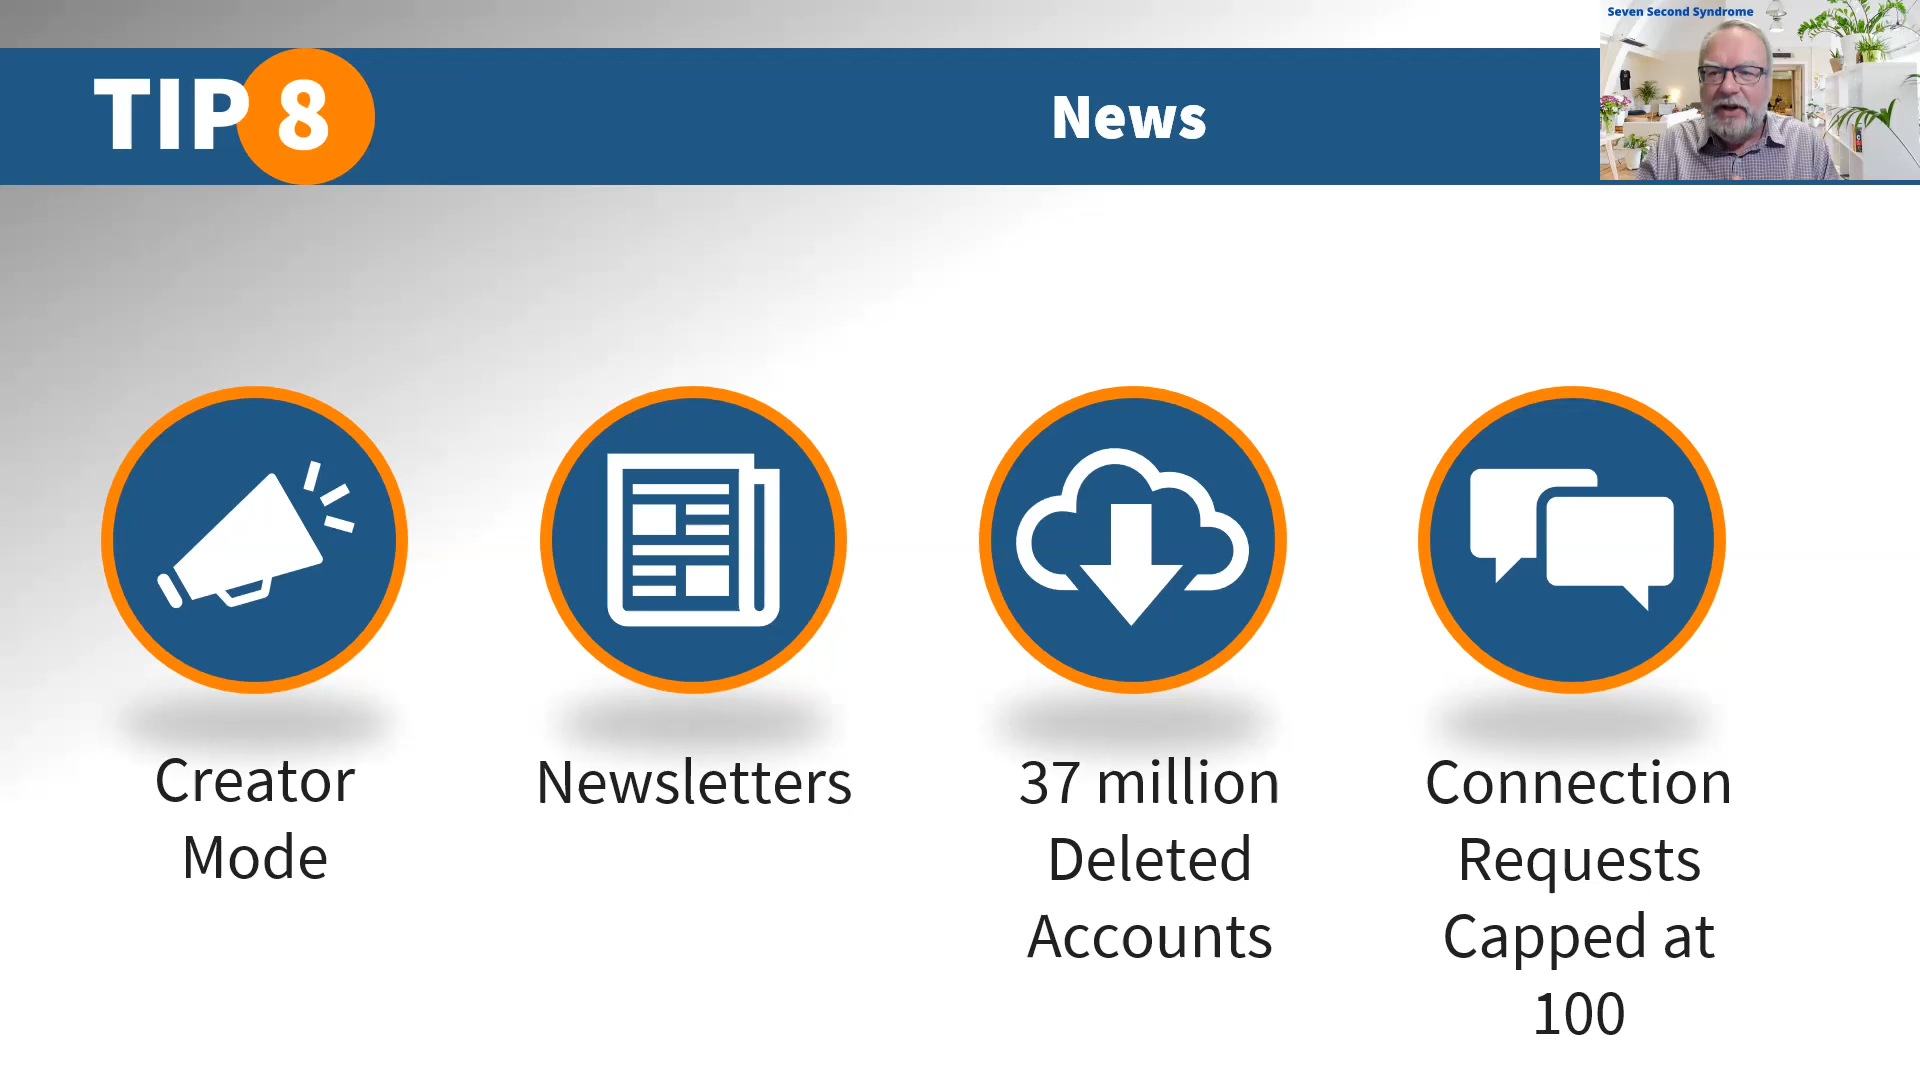 Seven Second Syndrome
TIP 8
News
Creator
Mode
Newsletters
37 million
Deleted
Accounts
Connection
Requests
Capped at
100